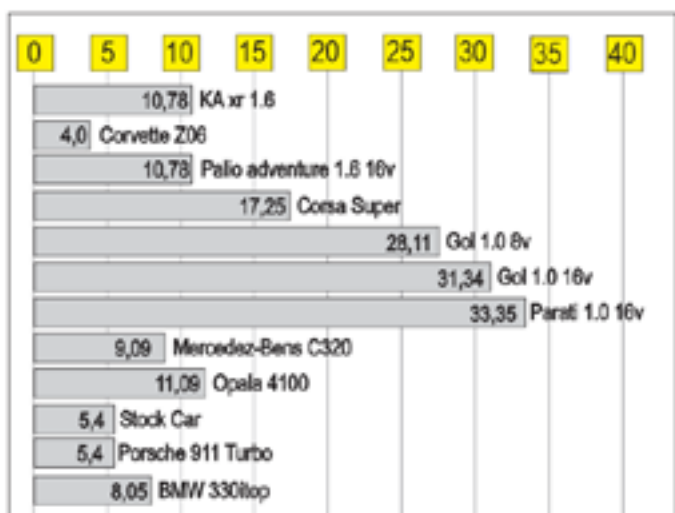 0 5 10 15 20 25 30 35 40
10,78 KA xr 1.6
4,0 Corvette Z06
10,78 Palio adventure 1.6 16v
17,25 Corsa Super
28,11 Gol 1.0 8v
31,34 Gol 1.0 16v
33,35 Parati 1.0 16v
9,09 Mercedez-Bens C320
11,09 Opala 4100
5,4 Stock Car
5,4 Porsche 911 Turbo
8,05 BMW 330itop